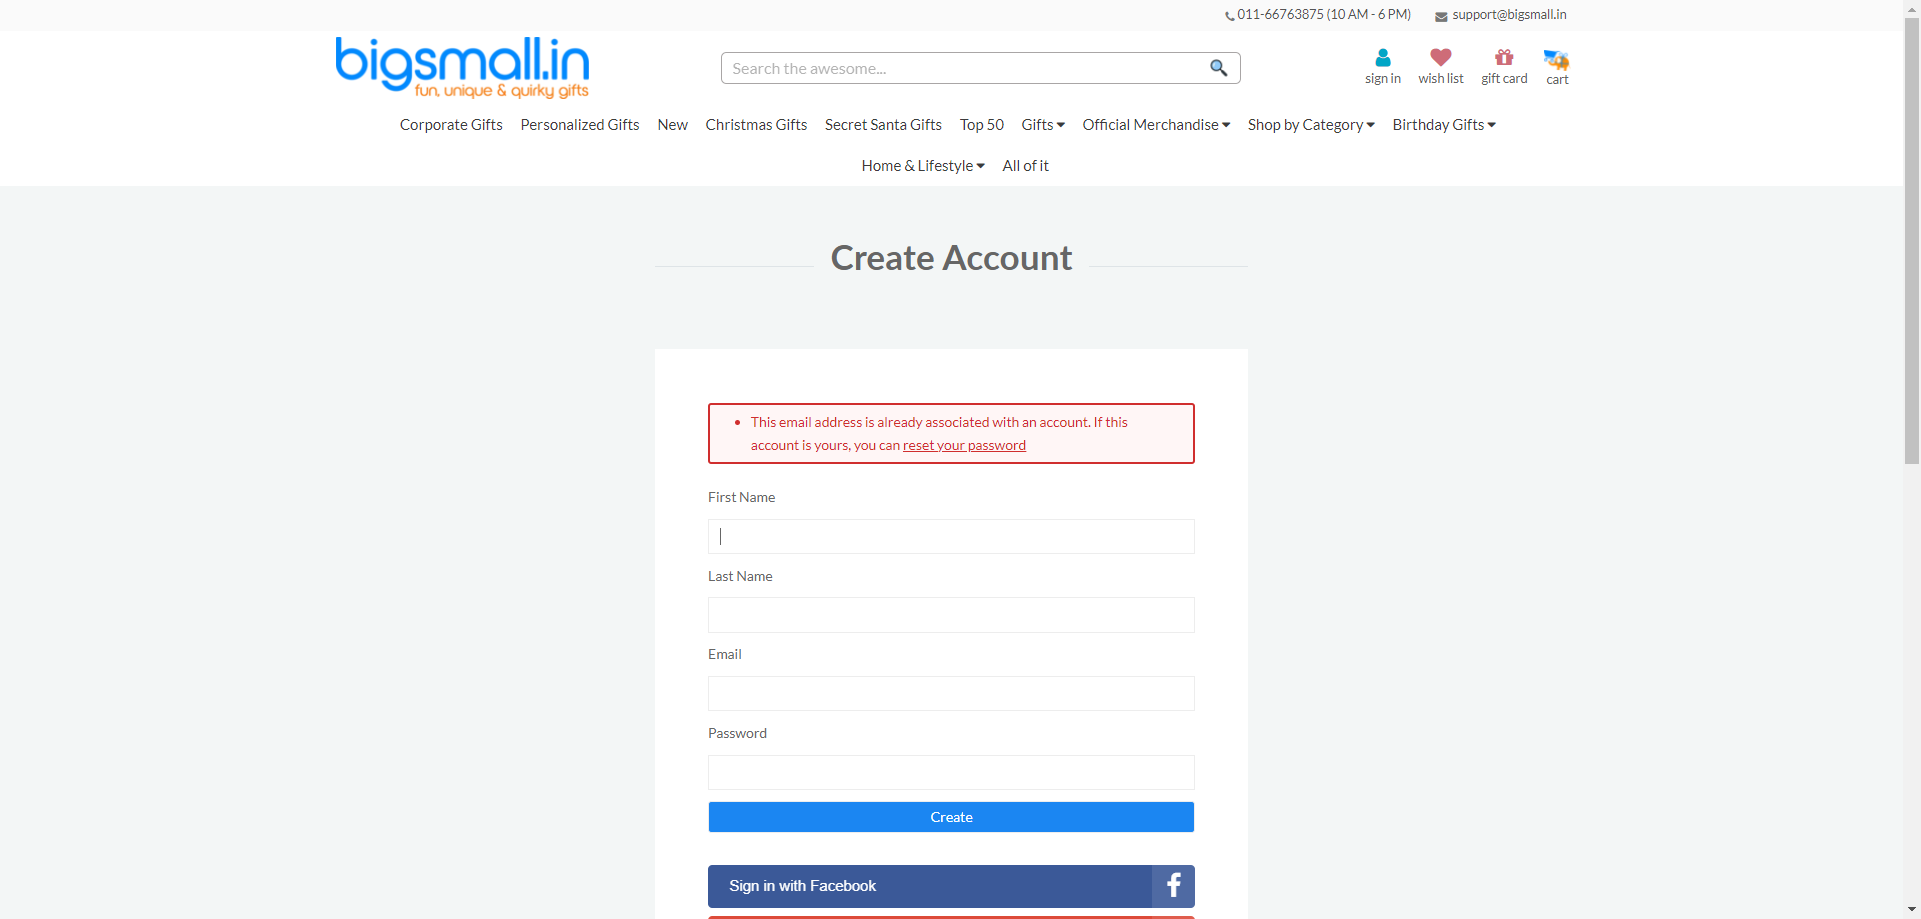 011-66763875 (10 AM - 6 PM) support@bigsmall.in
bigsmall.in
fun, unique & quirky gifts
Search the awesome...
sign in wish list gift card cart
Corporate Gifts Personalized Gifts New Christmas Gifts Secret Santa Gifts Top 50 Gifts Official Merchandise Shop by Category Birthday Gifts
Home & Lifestyle All of it
Create Account
This email address is already associated with an account. If this
account is yours, you can reset your password
First Name
Last Name
Email
Password
Create
Sign in with Facebook